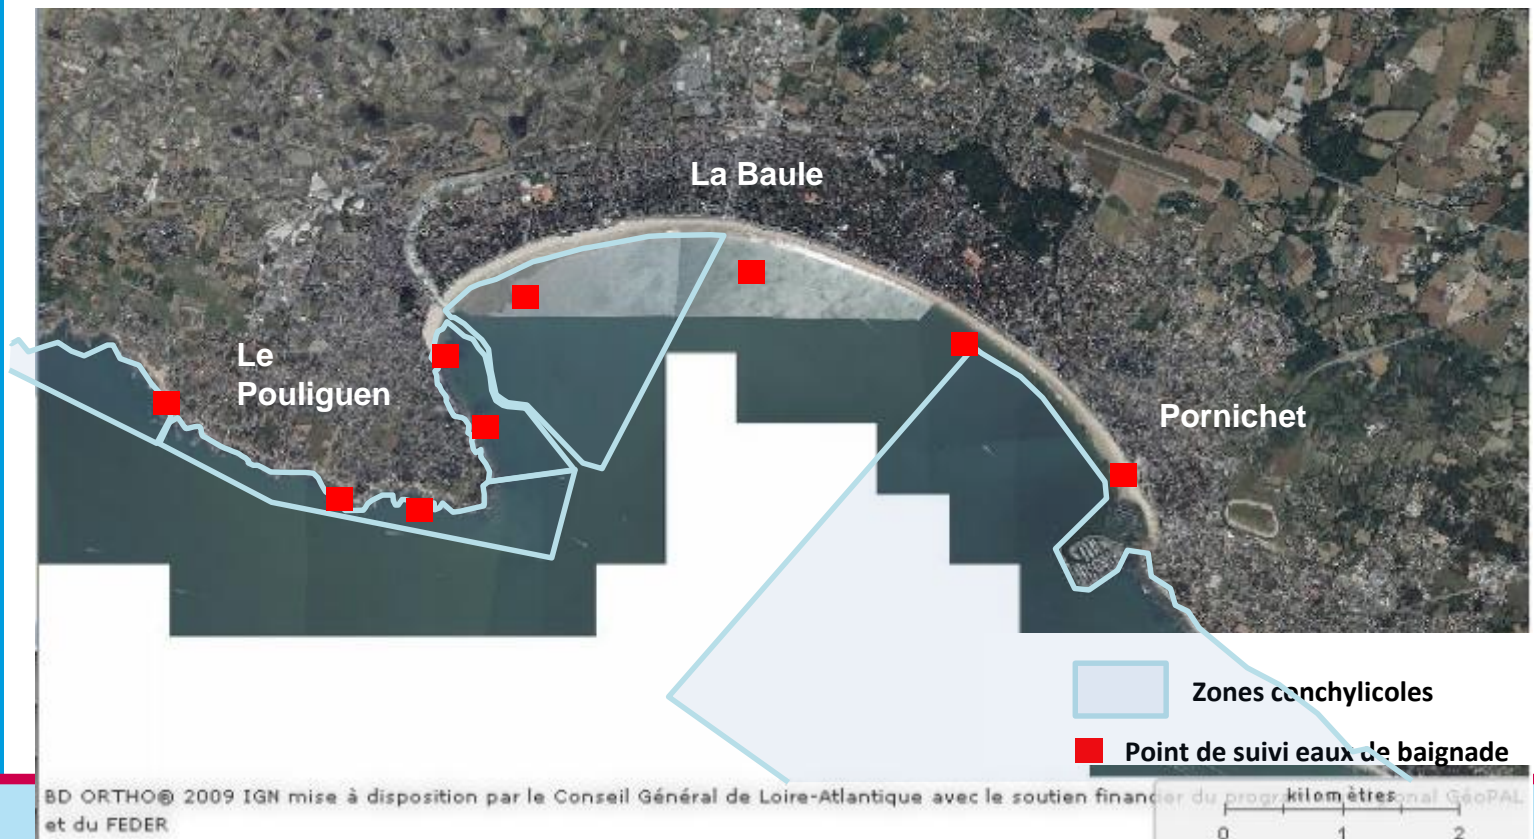 La Baule
Le
Pouliguen
Pornichet
Zones conchylicoles
Point de suivi eaux de baignade
BD ORTHO® 2009 IGN mise à disposition par le Conseil Général de Loire-Atlantique avec le soutien financier du programme régional GéoPAL
et du FEDER
kilomètres
0 1 2